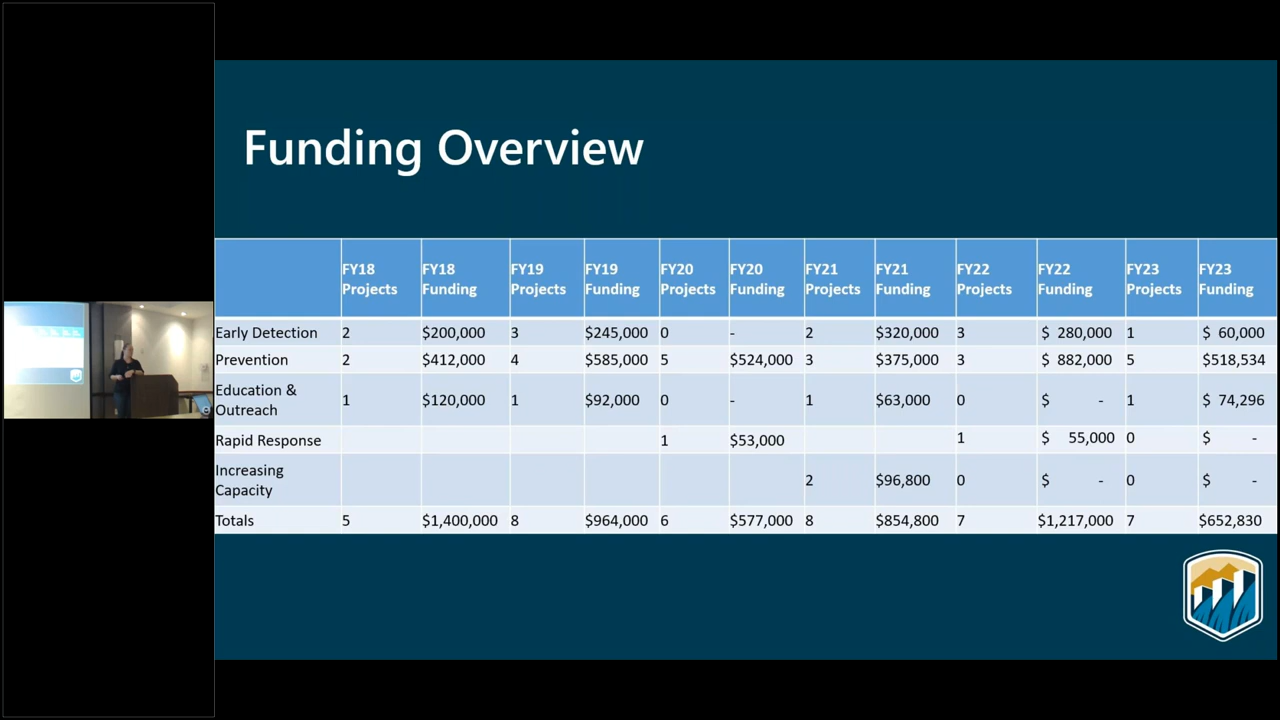 Funding Overview
FY18 Projects FY18 Funding FY19 Projects FY19 Funding FY20 Projects FY20 Funding FY21 Projects FY21 Funding FY22 Projects FY22 Funding FY23 Projects FY23 Funding
Early Detection 2 $200,000 3 $245,000 0 - 2 $320,000 3 $ 280,000 1 $ 60,000
Prevention 2 $412,000 4 $585,000 5 $524,000 3 $375,000 3 $ 882,000 5 $518,534
Education & Outreach 1 $120,000 1 $92,000 0 - 1 $63,000 0 $ - 1 $ 74,296
Rapid Response 1 $53,000 1 $ 55,000 0 $ -
Increasing Capacity 2 $96,800 0 $ - 0 $ -
Totals 5 $1,400,000 8 $964,000 6 $577,000 8 $854,800 7 $1,217,000 7 $652,830